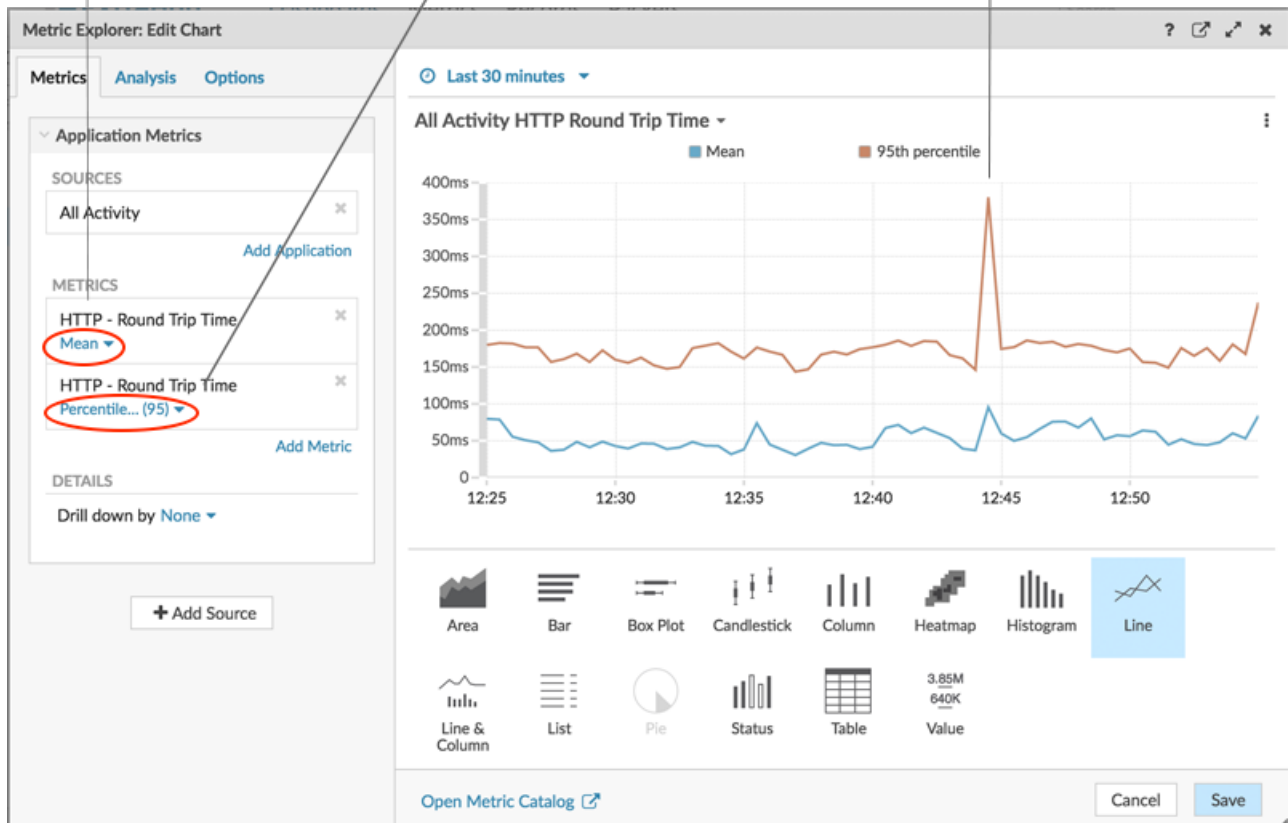 Metric Explorer: Edit Chart
?
Metrics Analysis Options
Last 30 minutes
Application Metrics
SOURCES
All Activity
Add Application
METRICS
HTTP - Round Trip Time
Mean
HTTP - Round Trip Time
Percentile... (95)
Add Metric
DETAILS
Drill down by None
+ Add Source
All Activity HTTP Round Trip Time
Mean 95th percentile
400ms
350ms
300ms
250ms
200ms
150ms
100ms
50ms
0
12:25 12:30 12:35 12:40 12:45 12:50
Area Bar Box Plot Candlestick Column Heatmap Histogram Line
3.85M
640K
Line & Column List Pie Status Table Value
Open Metric Catalog
Cancel Save